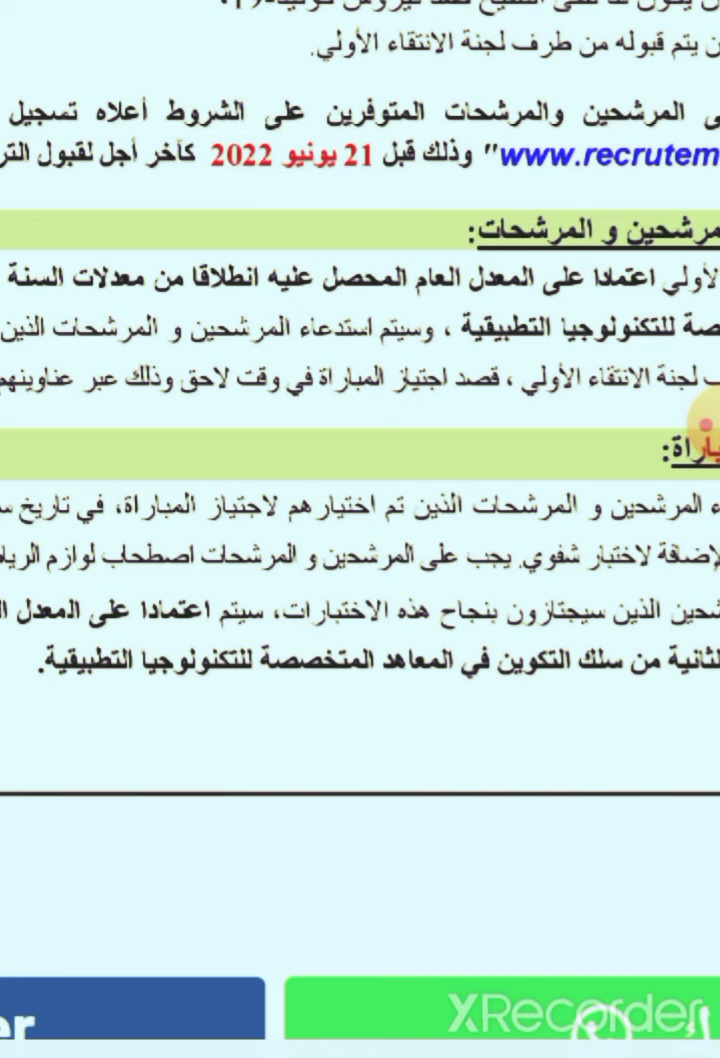 يتم قبوله من طرف لجنة الانتقاء الأولي.
المرشحين والمرشحات المتوفرين على الشروط أعلاه تسجيل
www.recrutem" وذلك قبل 21 يونيو 2022 كآخر أجل لقبول
مرشحين و المرشحات:
لأولي اعتمادا على المعدل العام المحصل عليه انطلاقا من معدلات السنة
صة للتكنولوجيا التطبيقية ، وسيتم استدعاء المرشحين و المرشحات الذين
لجنة الانتقاء الأولي ، قصد اجتياز المباراة في وقت لاحق وذلك عبر عناوينهم
باراة:
ء المرشحين و المرشحات الذين تم اختيارهم لاجتياز المباراة، في تاريخ
لإضافة لاختبار شفوي. يجب على المرشحين و المرشحات اصطحاب لوازم الريا
شحين الذين سيجتازون بنجاح هذه الاختبارات، سيتم اعتمادا على المعدل
لثانية من سلك التكوين في المعاهد المتخصصة للتكنولوجيا التطبيقية.
er
XRecorder